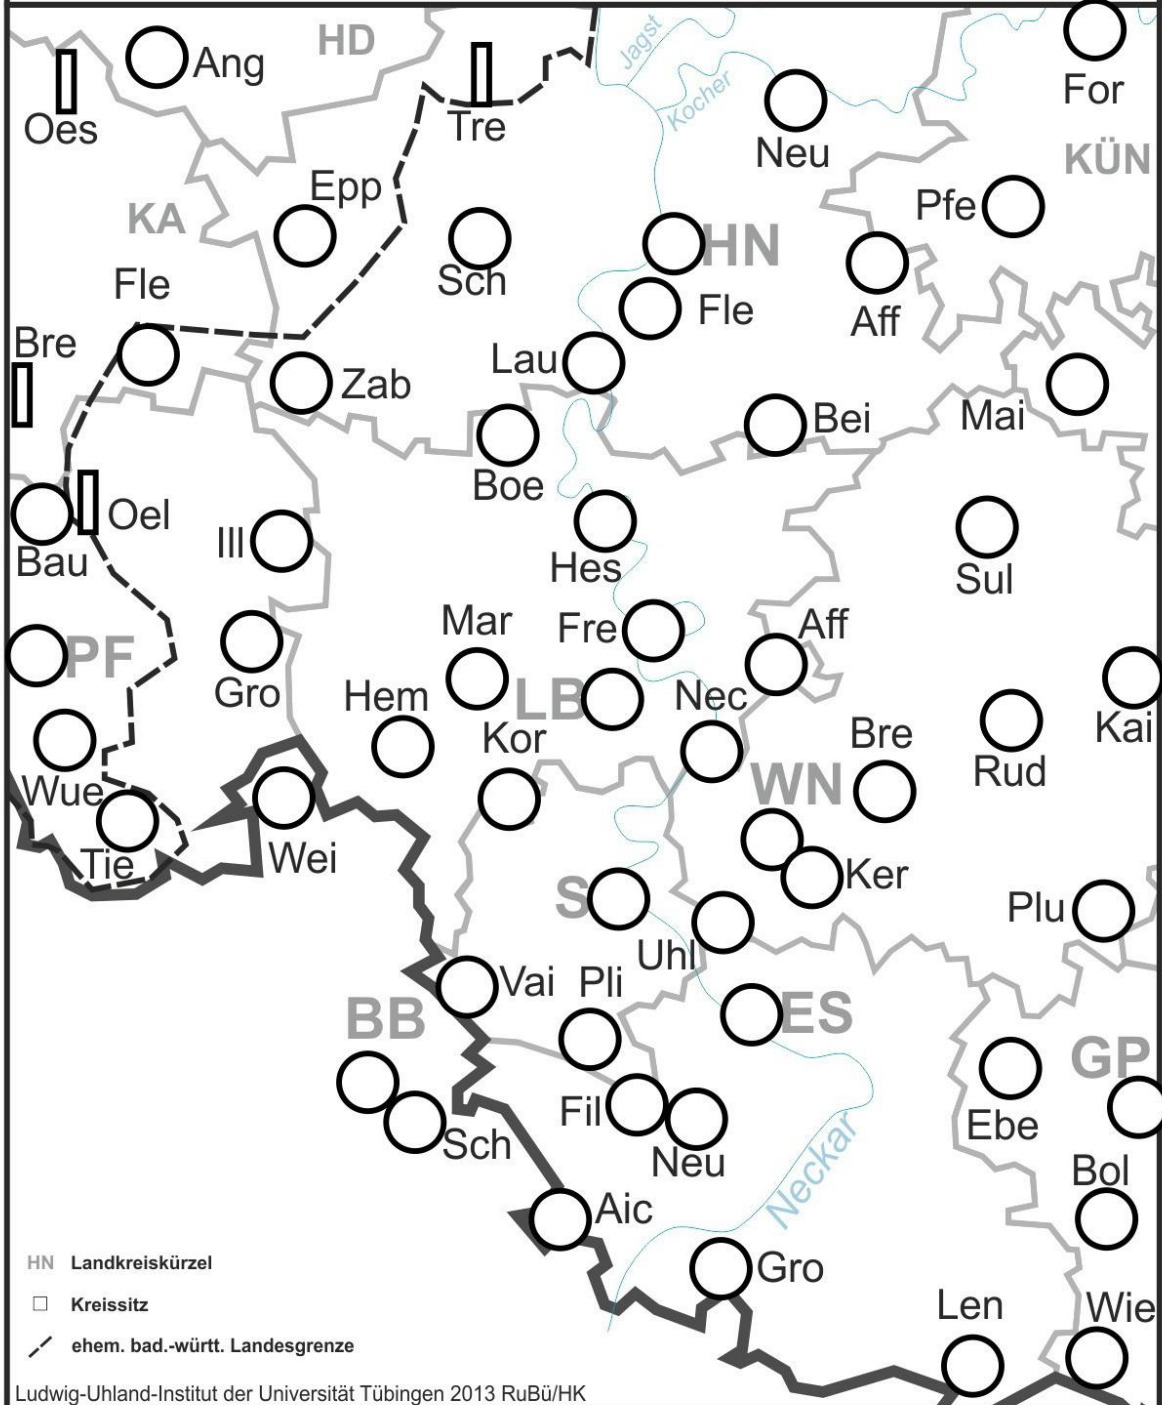 HD
Jagst
Ang
Kocher
For
Oes
Tre
Neu
KÜN
Epp
Pfe
KA
HN
Sch
Fle
Fle
Aff
Bre
Lau
Zab
Mai
Bei
Boe
Oel
Ill
Bau
Hes
Sul
Mar
Fre
Aff
PF
Gro
Hem
LB
Nec
Kor
Bre
Kai
Rud
WN
Wue
Tie
Wei
Ker
S
Plu
Uhl
Vai
Pli
BB
ES
GP
Fil
Ebe
Sch
Neu
Neckar
Bol
Aic
Gro
Len
Wie
HN Landkreiskürzel
Kreissitz
ehem. bad.-württ. Landesgrenze
Ludwig-Uhland-Institut der Universität Tübingen 2013 RuBü/HK